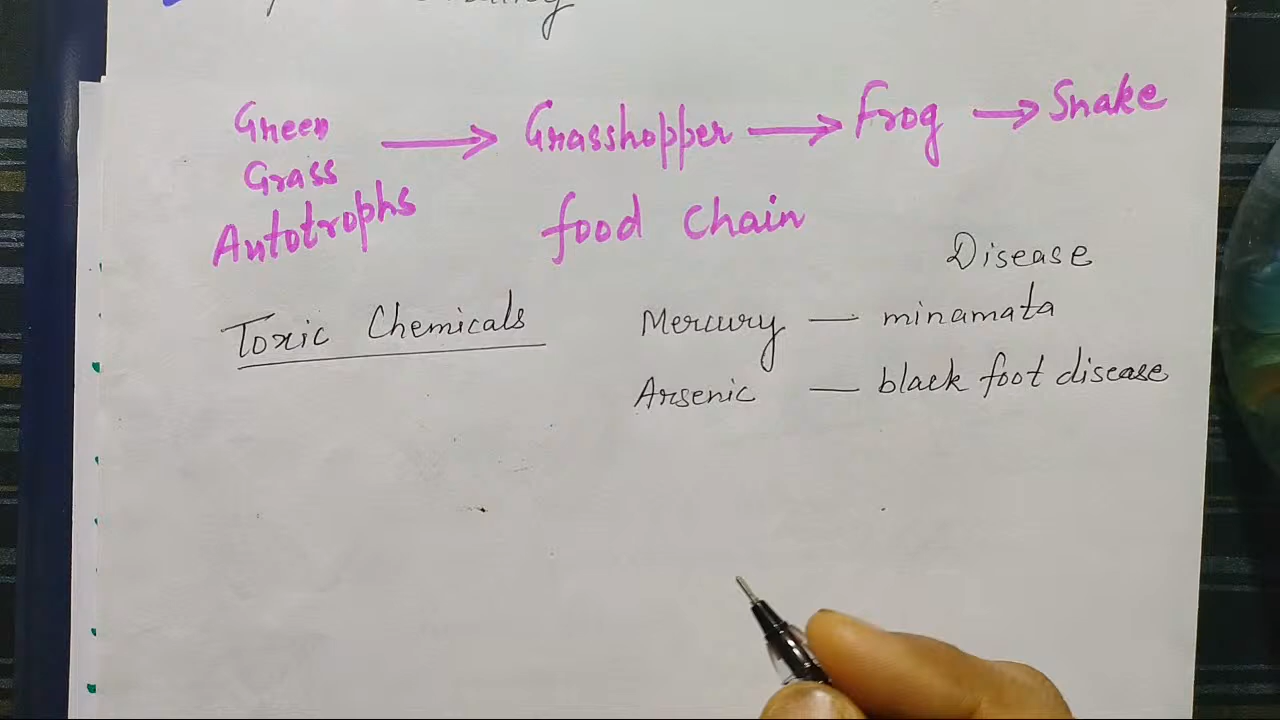 Green ⟶ Grasshopper ⟶ Frog → Snake
Grass
Autotrophs
food chain
Disease
Toxic Chemicals
Mercury — minamata
Arsenic — black foot disease